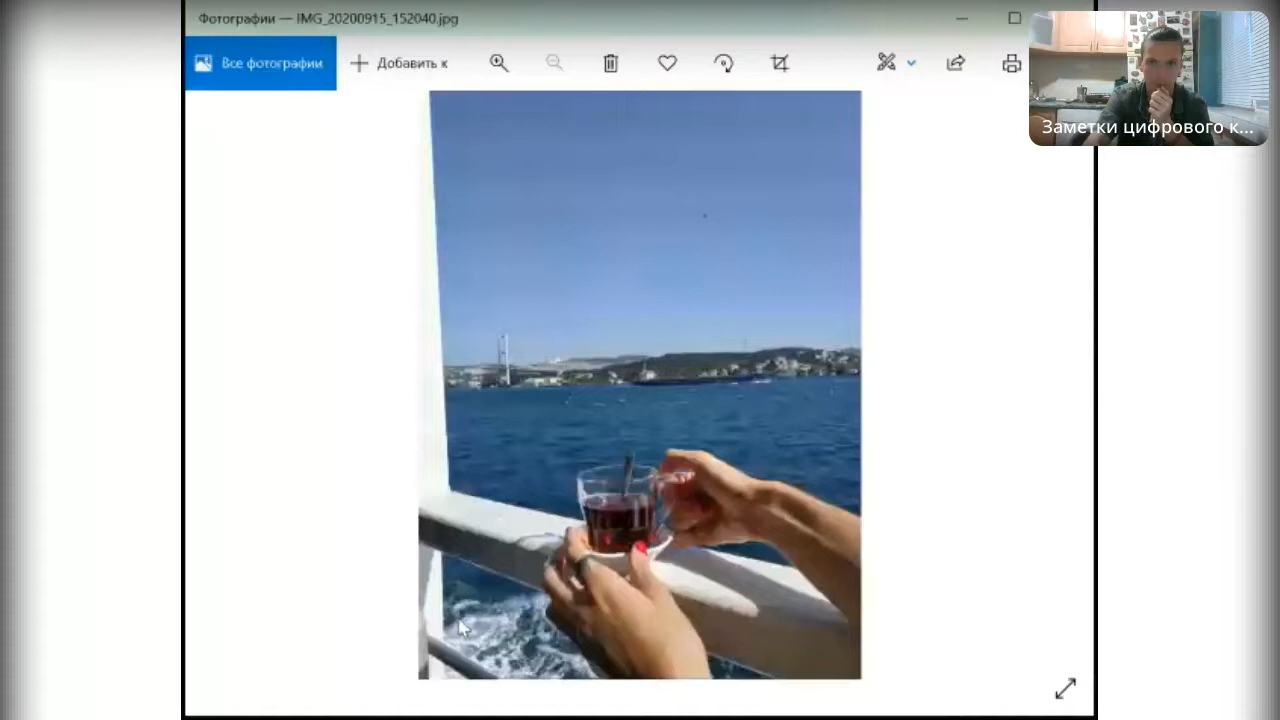 Фотографии — IMG_20200915_152040.jpg
Все фотографии
Добавить к
Заметки цифрового к...